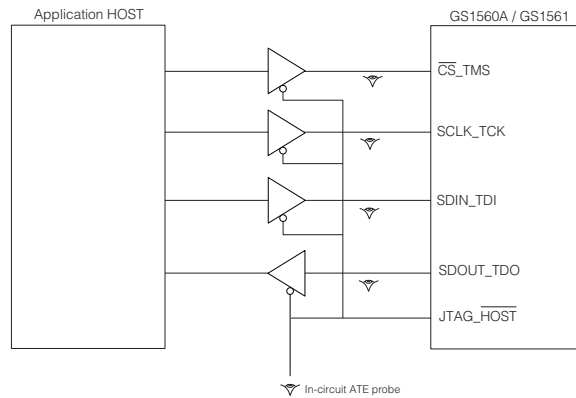 Application HOST
GS1560A / GS1561
CS_TMS
SCLK_TCK
SDIN_TDI
SDOUT_TDO
JTAG_HOST
In-circuit ATE probe